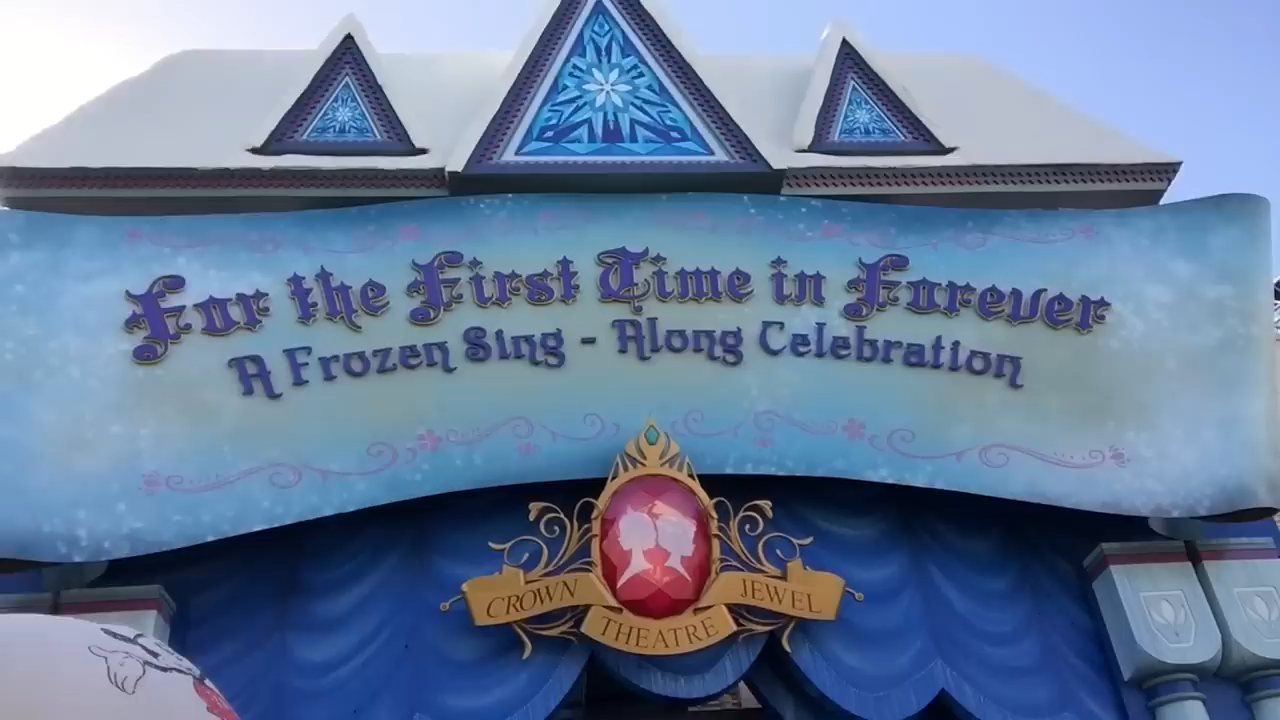 For the First Time in Forever
A Frozen Sing - Along Celebration
CROWN JEWEL
THEATRE